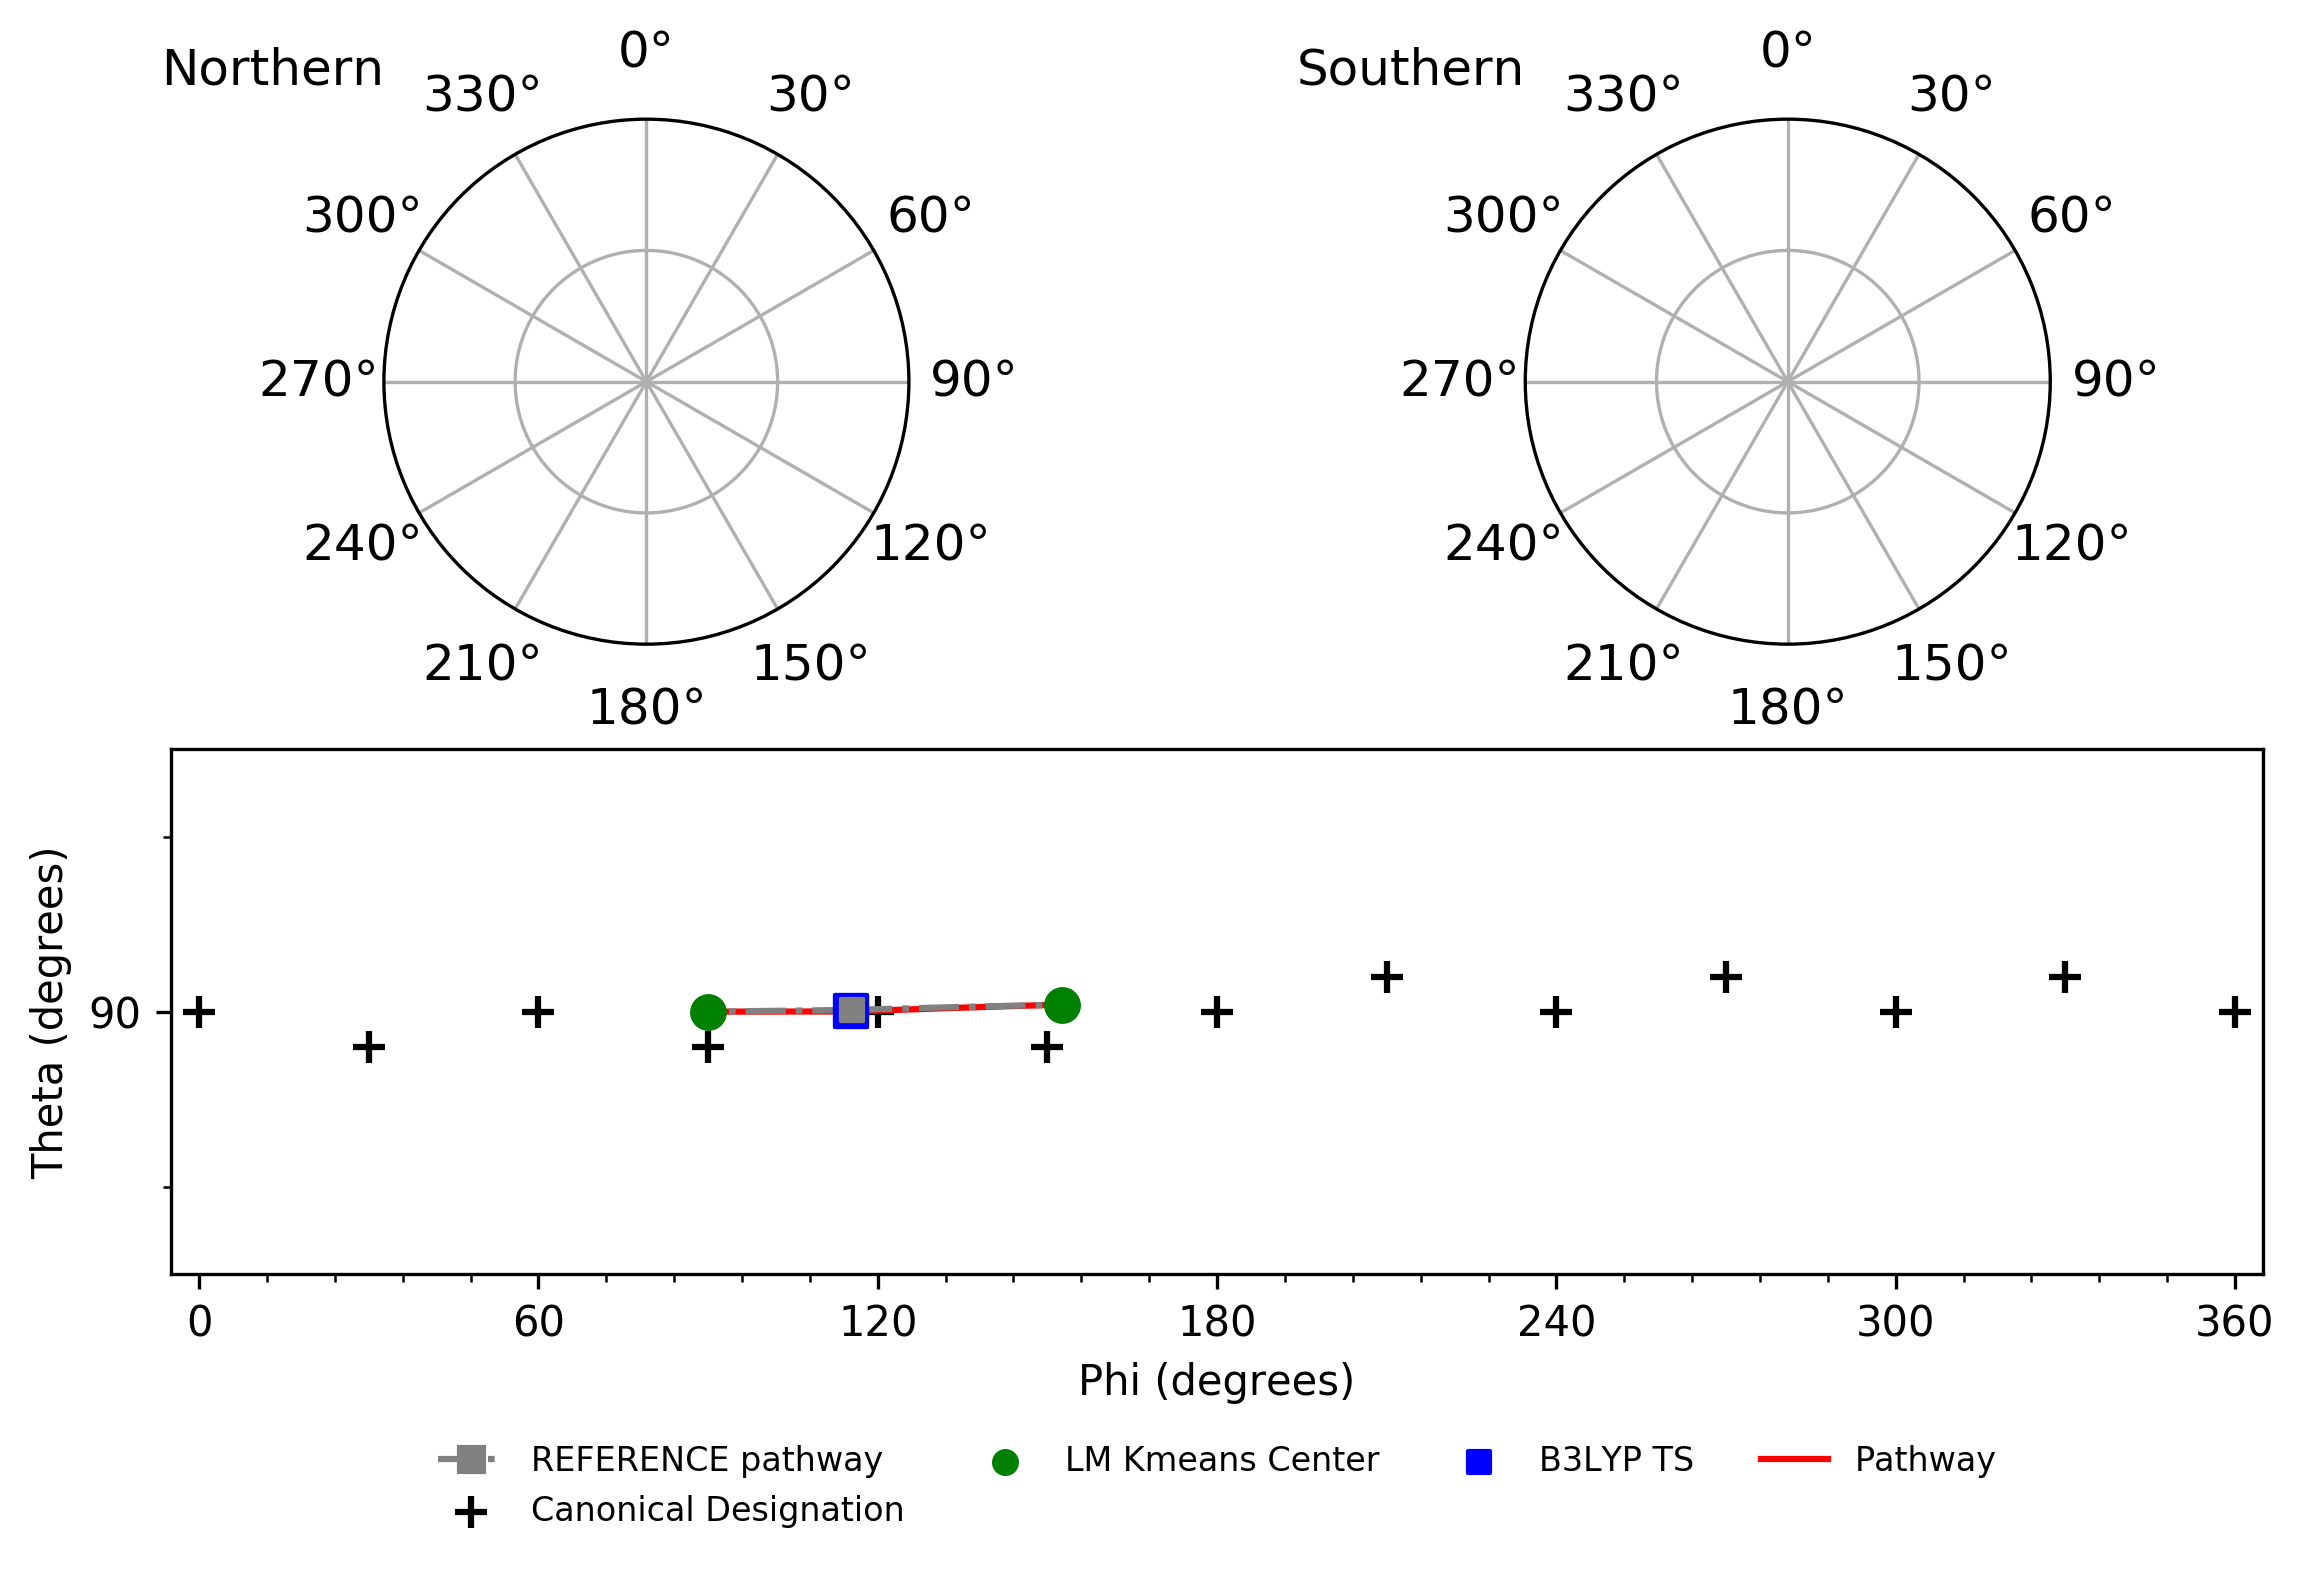 Northern
0°
330°
30°
300°
60°
270°
90°
240°
120°
210°
150°
180°
Southern
0°
330°
30°
300°
60°
270°
90°
240°
120°
210°
150°
180°
Theta (degrees)
90
0 60 120 180 240 300 360
Phi (degrees)
REFERENCE pathway
Canonical Designation
LM Kmeans Center
B3LYP TS
Pathway